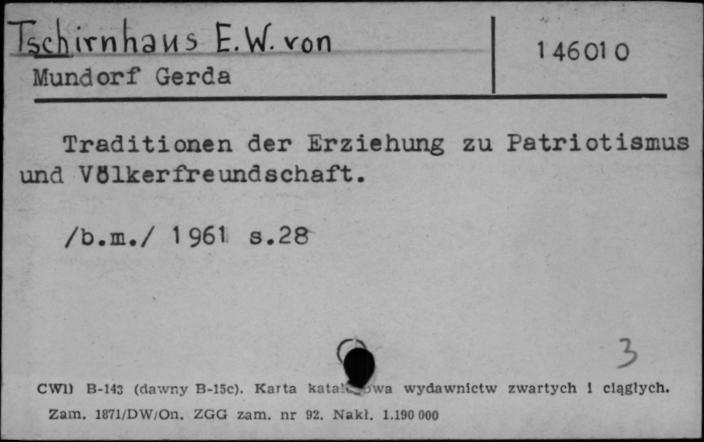 Tschirnhaus E.W. von
146010
Mundorf Gerda
Traditionen der Erziehung zu Patriotismus
und Völkerfreundschaft.
/b.m./ 1961 s.28
3
CWD B-143 (dawny B-15c). Karta wydawnictw zwartych i ciągłych.
Zam. 1871/DW/On. ZGG zam. nr 92. Nakł. 1.190 000